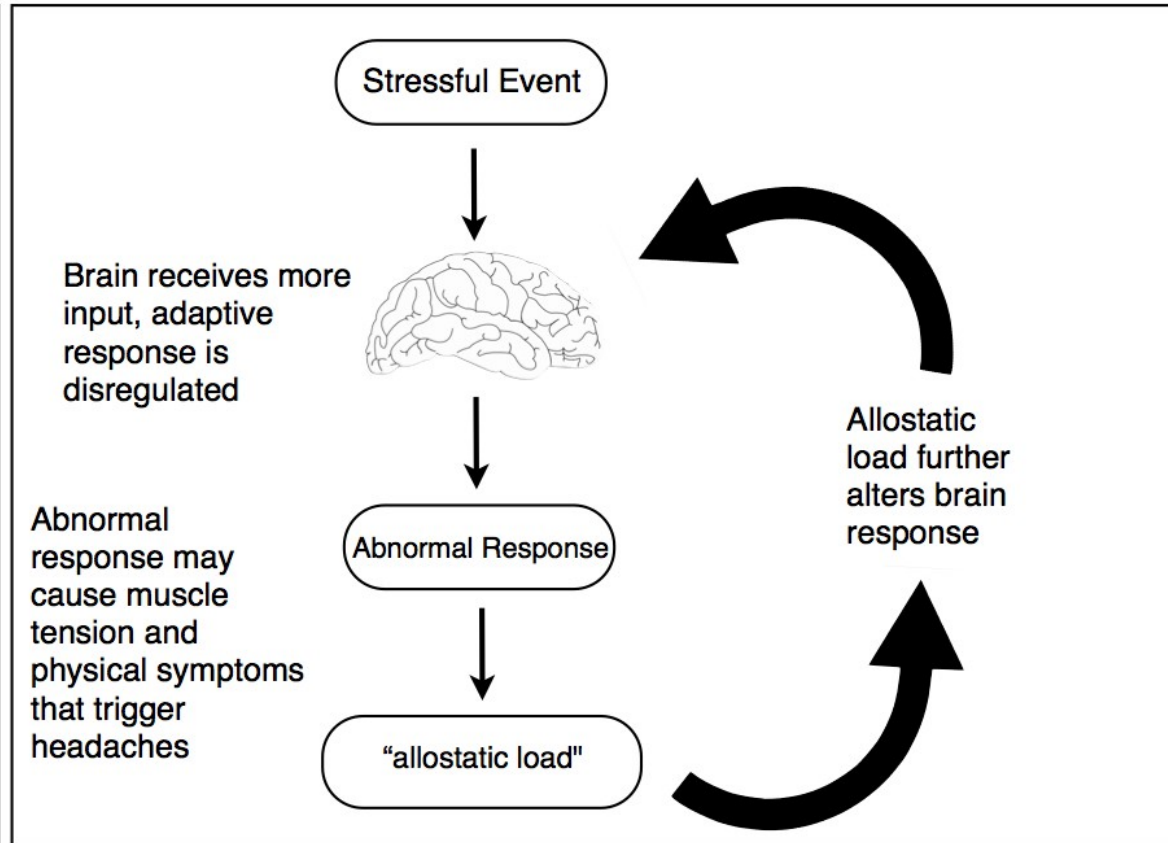 Stressful Event
Brain receives more
input, adaptive
response is
disregulated
Allostatic
load further
alters brain
response
Abnormal Response
Abnormal
response may
cause muscle
tension and
physical symptoms
that trigger
headaches
“allostatic load"